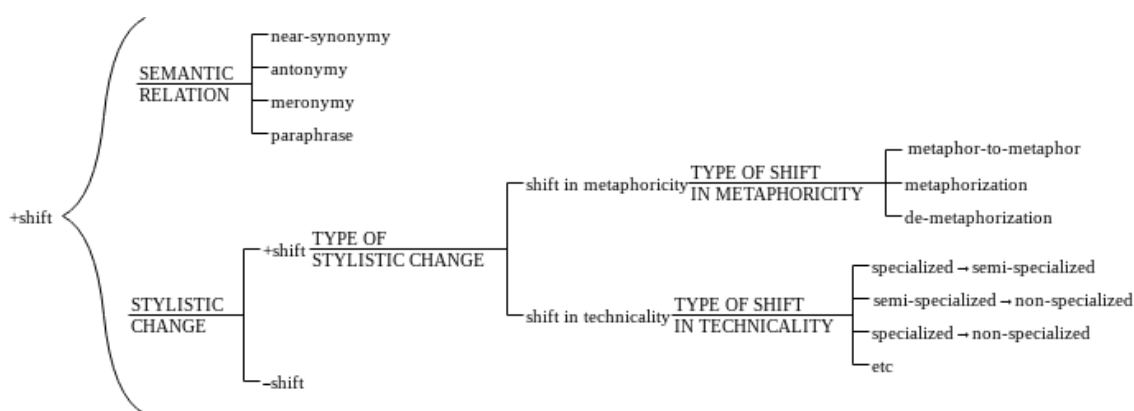 near-synonymy
SEMANTIC
RELATION
antonymy
meronymy
paraphrase
+shift
STYLISTIC
CHANGE
+shift
TYPE OF
STYLISTIC CHANGE
shift in metaphoricity
TYPE OF SHIFT
IN METAPHORICITY
metaphor-to-metaphor
metaphorization
de-metaphorization
shift in technicality
TYPE OF SHIFT
IN TECHNICALITY
specialized→semi-specialized
semi-specialized→non-specialized
specialized→non-specialized
etc
–shift